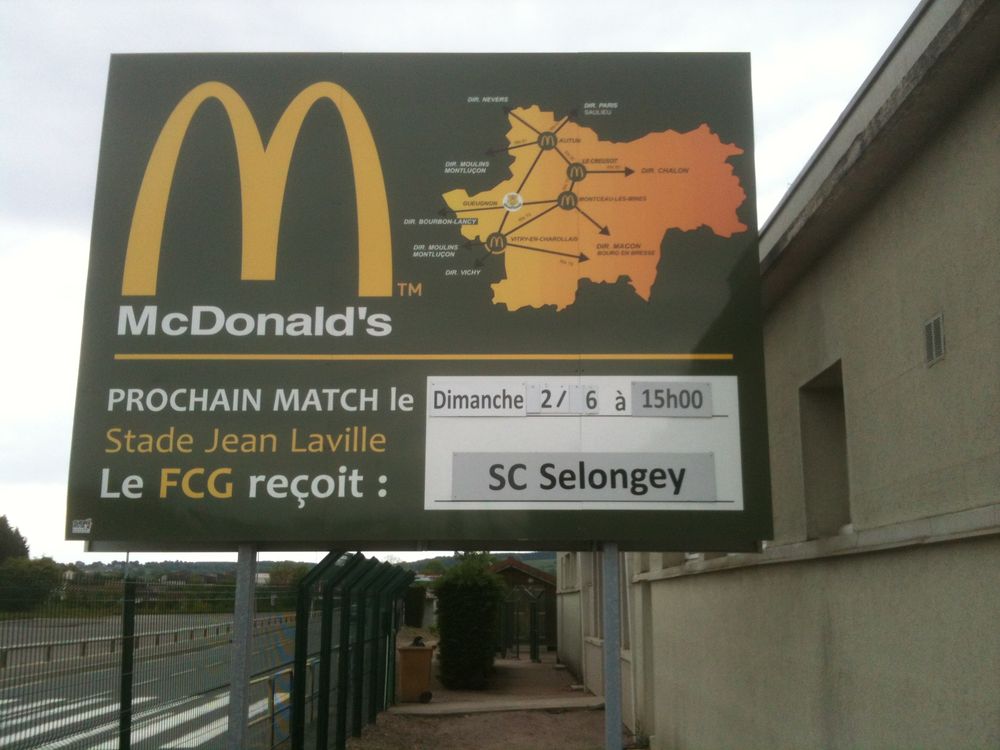 McDonald's
TM
DIR. NEVERS
DIR. PARIS
SAULIEU
AUTUN
DIR. MOULINS
MONTLUÇON
LE CREUSOT
DIR. CHALON
GUEUGNON
MONTCEAU-LES-MINES
DIR. BOURBON-LANCY
VITRY-EN-CHAROLLAIS
DIR. MOULINS
MONTLUÇON
DIR. MACON
BOURG EN BRESSE
DIR. VICHY
PROCHAIN MATCH le Dimanche 2/ 6 à 15h00
Stade Jean Laville
Le FCG reçoit : SC Selongey